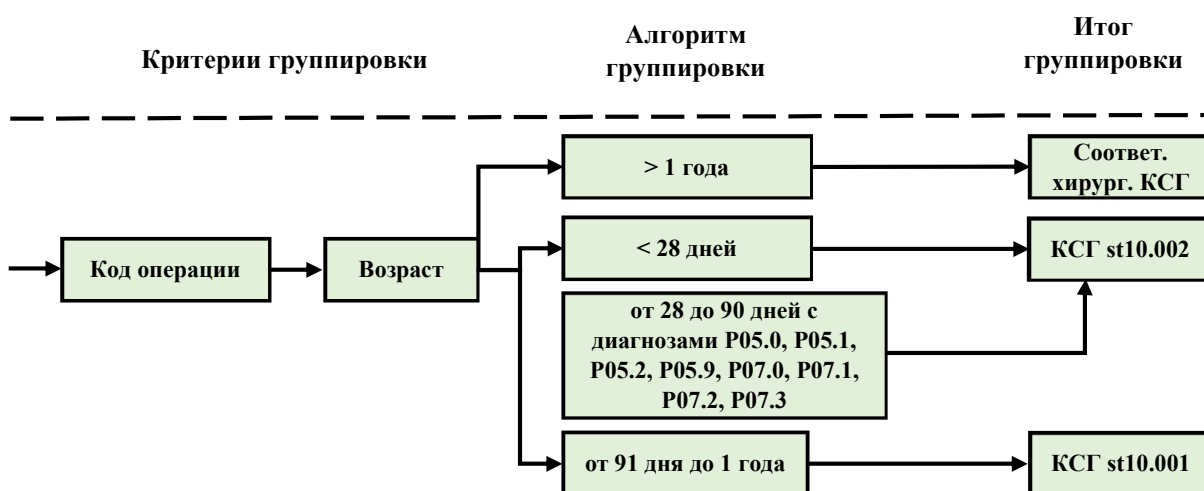 Критерии группировки
Алгоритм
группировки
Итог
группировки
> 1 года
Соответ.
хирург. КСГ
Код операции
Возраст
< 28 дней
КСГ st10.002
от 28 до 90 дней с
диагнозами P05.0, P05.1,
P05.2, P05.9, P07.0, P07.1,
P07.2, P07.3
от 91 дня до 1 года
КСГ st10.001